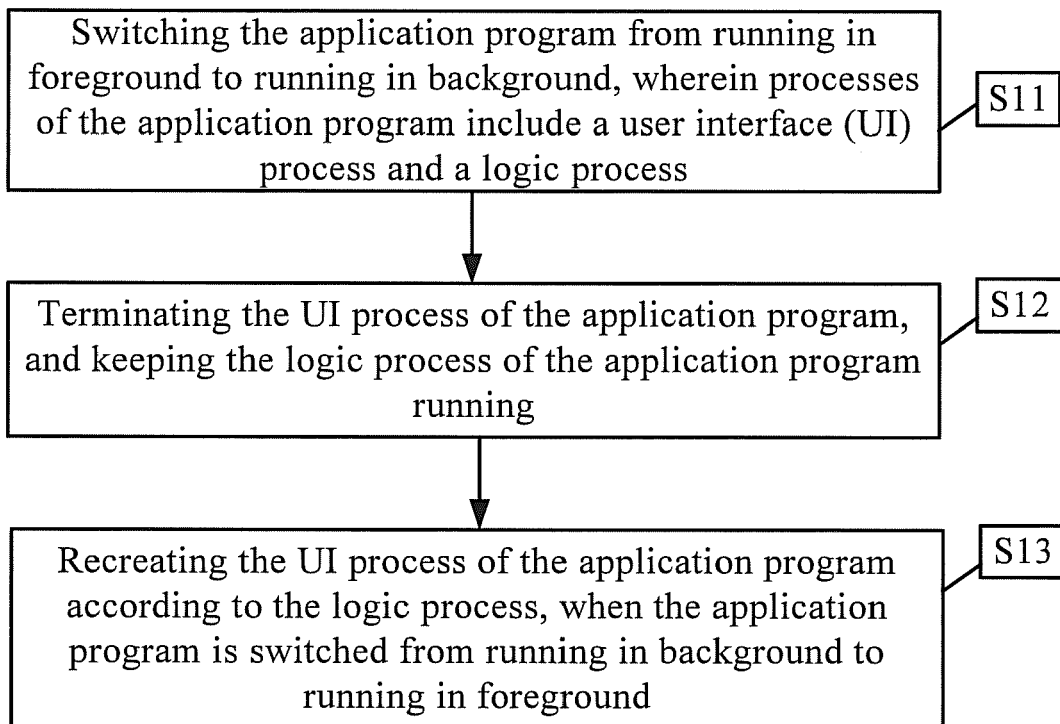 Switching the application program from running in
foreground to running in background, wherein processes
of the application program include a user interface (UI)
process and a logic process
S11
Terminating the UI process of the application program,
and keeping the logic process of the application program
running
S12
Recreating the UI process of the application program
according to the logic process, when the application
program is switched from running in background to
running in foreground
S13